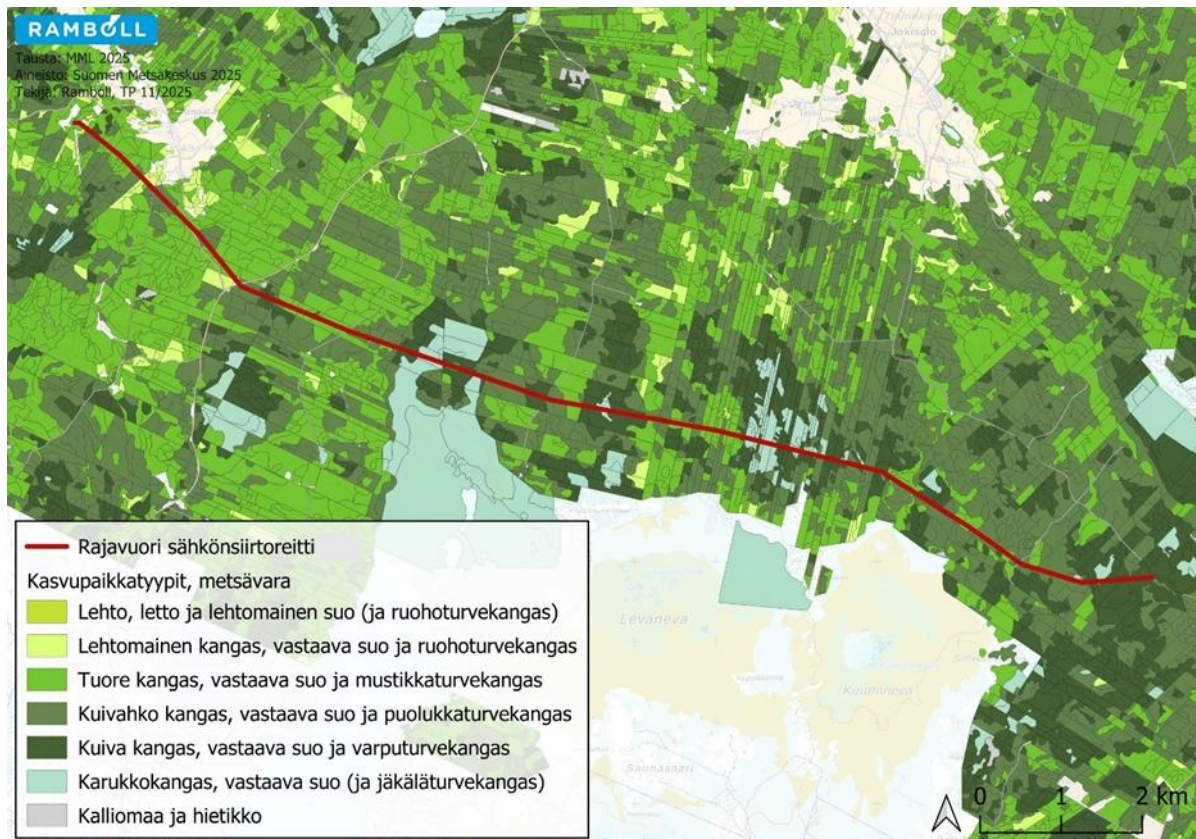 RAMBOLL
Tausta: MML 2025
Aineisto: Suomen Metsäkeskus 2025
Tekijä: Ramboll, TP 11/2025
Jokisalo
Levaneva
Kuuttoneva
Saunasaari
Rajavuori sähkönsiirtoreitti
Kasvupaikkatyypit, metsävara
Lehto, letto ja lehtomainen suo (ja ruohoturvekangas)
Lehtomainen kangas, vastaava suo ja ruohoturvekangas
Tuore kangas, vastaava suo ja mustikkaturvekangas
Kuivahko kangas, vastaava suo ja puolukkaturvekangas
Kuiva kangas, vastaava suo ja varputurvekangas
Karukkokangas, vastaava suo (ja jäkäläturvekangas)
Kalliomaa ja hietikko
0 1 2 km